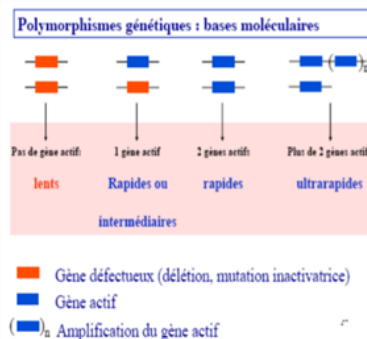 Polymorphismes génétiques : bases moléculaires
n
Pas de gène actif: 1 gène actif 2 gènes actifs Plus de 2 gènes actif
lents Rapides ou rapides ultrarapides
intermédiaires
Gène défectueux (délétion, mutation inactivatrice)
Gène actif
( )n Amplification du gène actif